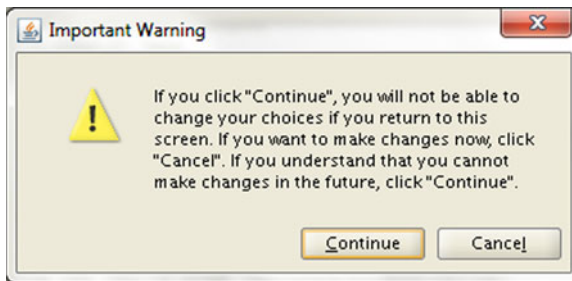 Important Warning
If you click "Continue", you will not be able to
change your choices if you return to this
screen. If you want to make changes now, click
"Cancel". If you understand that you cannot
make changes in the future, click "Continue".
Continue Cancel